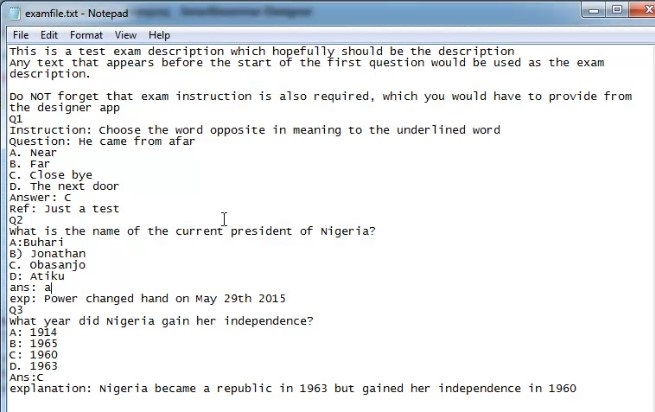 examfile.txt - Notepad
File Edit Format View Help
This is a test exam description which hopefully should be the description
Any text that appears before the start of the first question would be used as the exam
description.
Do NOT forget that exam instruction is also required, which you would have to provide from
the designer app
Q1
Instruction: Choose the word opposite in meaning to the underlined word
Question: He came from afar
A. Near
B. Far
C. Close bye
D. The next door
Answer: C
Ref: Just a test
Q2
What is the name of the current president of Nigeria?
A:Buhari
B) Jonathan
C. Obasanjo
D: Atiku
ans: a
exp: Power changed hand on May 29th 2015
Q3
What year did Nigeria gain her independence?
A: 1914
B: 1965
C: 1960
D. 1963
Ans:C
explanation: Nigeria became a republic in 1963 but gained her independence in 1960